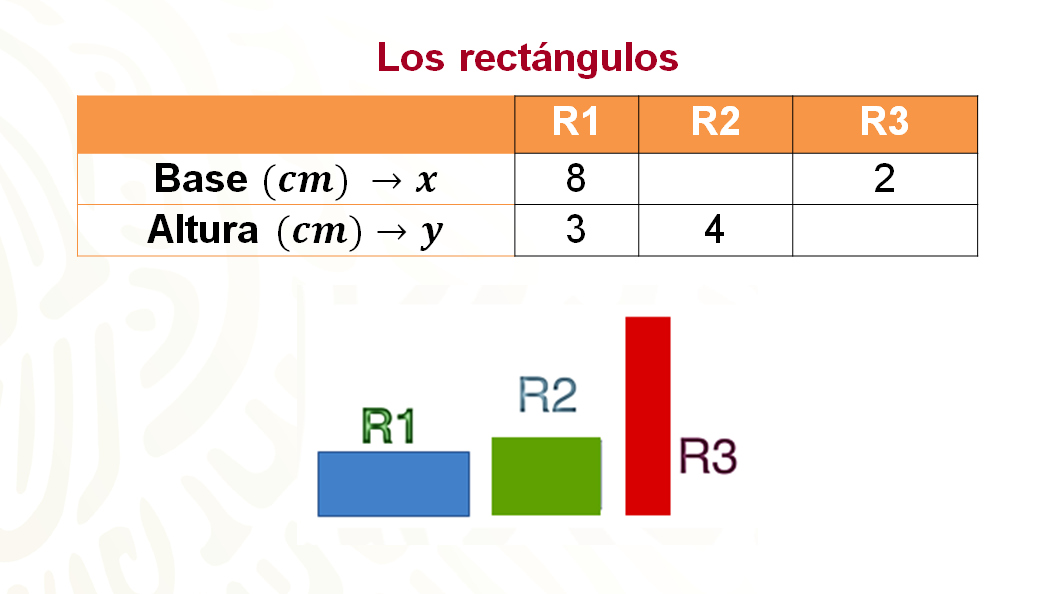 Los rectángulos
R1 R2 R3
Base (cm) → x 8 2
Altura (cm) → y 3 4
R1
R2
R3